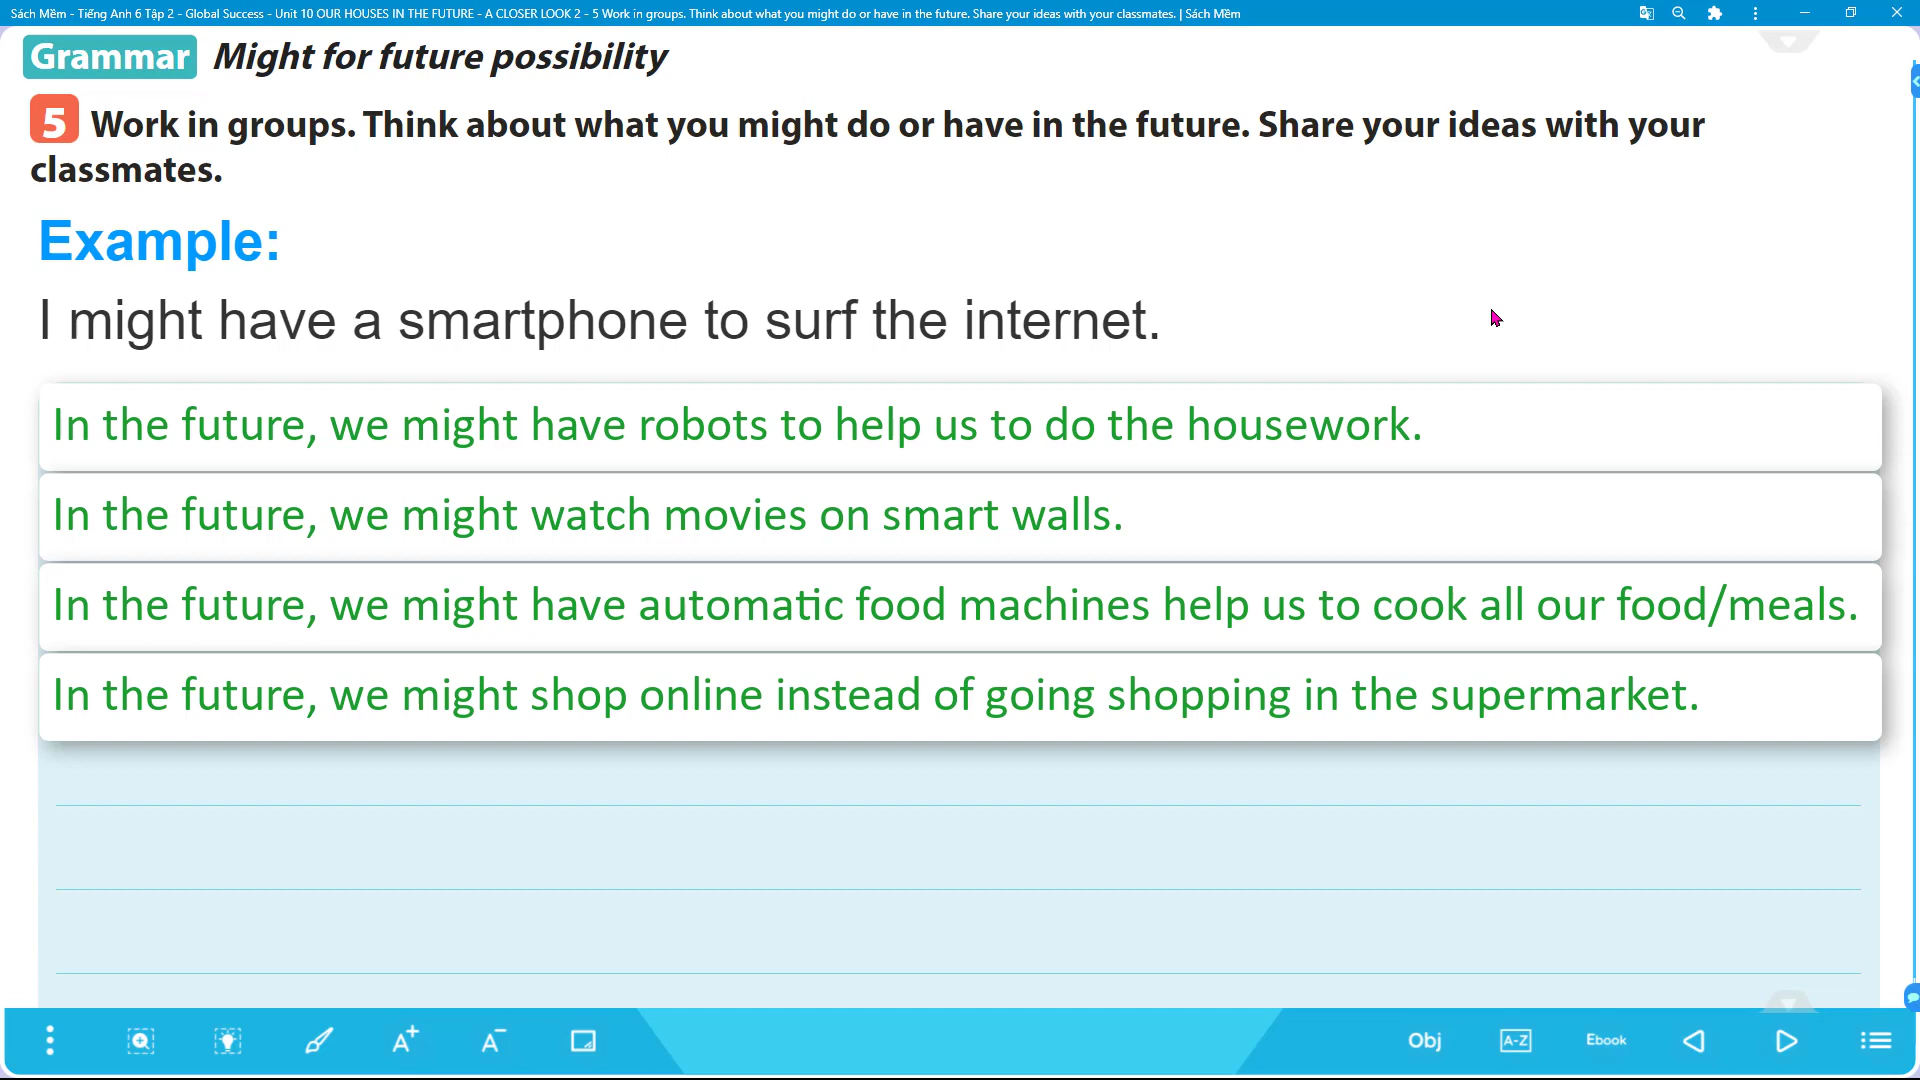 Sách Mềm - Tiếng Anh 6 Tập 2 - Global Success - Unit 10 OUR HOUSES IN THE FUTURE - A CLOSER LOOK 2 - 5 Work in groups. Think about what you might do or have in the future. Share your ideas with your classmates. | Sách Mềm
Grammar Might for future possibility
5 Work in groups. Think about what you might do or have in the future. Share your ideas with your
classmates.
Example:
I might have a smartphone to surf the internet.
In the future, we might have robots to help us to do the housework.
In the future, we might watch movies on smart walls.
In the future, we might have automatic food machines help us to cook all our food/meals.
In the future, we might shop online instead of going shopping in the supermarket.
A+ A- Obj A-Z Ebook